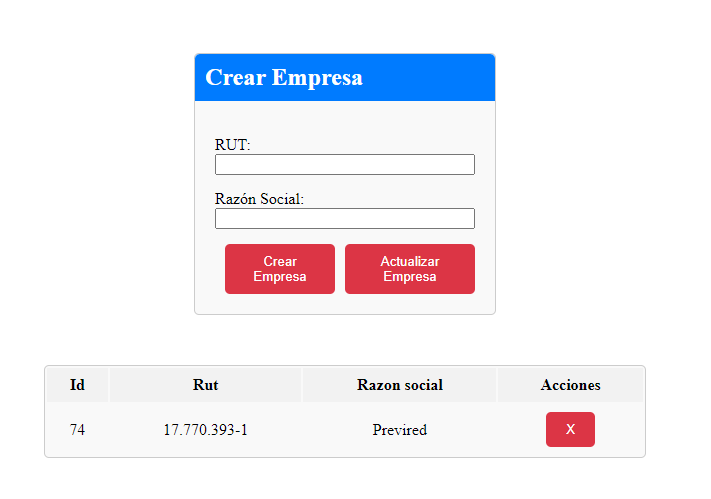 Crear Empresa
RUT:
Razón Social:
Crear
Empresa
Actualizar
Empresa
Id Rut Razon social Acciones
74 17.770.393-1 Previred X